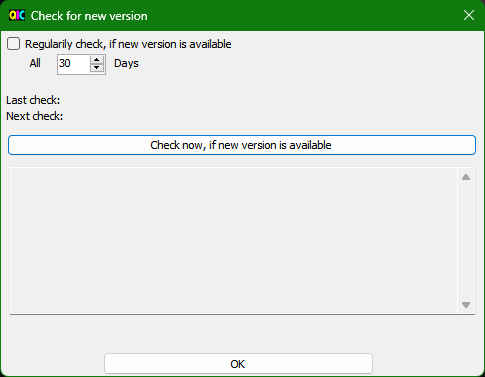 QIC Check for new version
Regularily check, if new version is available
All 30 Days
Last check:
Next check:
Check now, if new version is available
OK